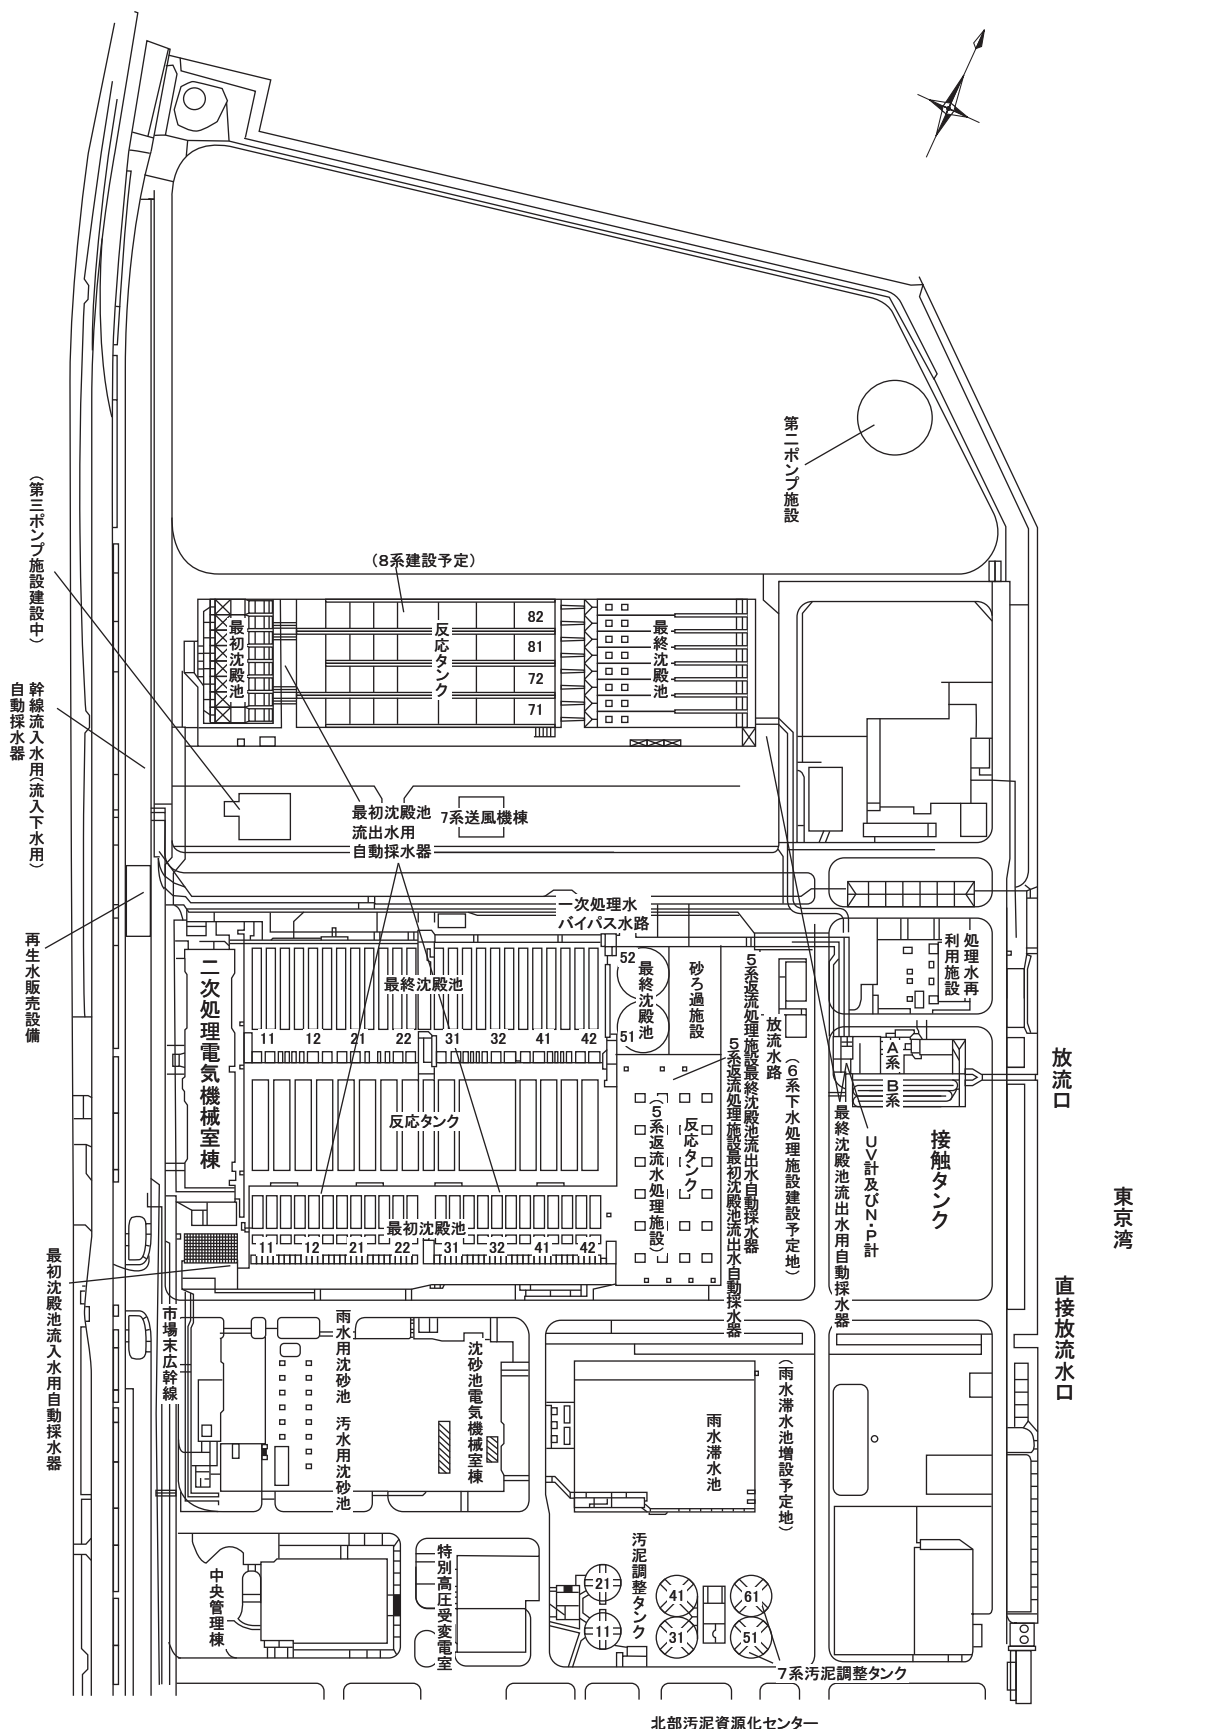 第二ポンプ施設
（第三ポンプ施設建設中）
（8系建設予定）
最初沈殿池
反応タンク
82
81
72
71
最終沈殿池
幹線流入水用（流入下水用）
自動採水器
最初沈殿池
流出水用
自動採水器
7系送風機棟
一次処理水
バイパス水路
再生水販売設備
二次処理電気機械室棟
最終沈殿池
11 12 21 22 31 32 41 42
52
51
最終沈殿池
砂ろ過施設
5系返流処理施設最終沈殿池流出水自動採水器
放流水路
処理水再
利用施設
A系
B系
放流口
反応タンク
（5系返流水処理施設）
反応タンク
5系返流処理施設最初沈殿池流出水自動採水器
（6系下水処理施設建設予定地）
最終沈殿池流出水用自動採水器
UV計及びN・P計
接触タンク
東京湾
最初沈殿池
11 12 21 22 31 32 41 42
最初沈殿池流入水用自動採水器
市場末広幹線
雨水用沈砂池
汚水用沈砂池
沈砂池電気機械室棟
雨水滞水池
（雨水滞水池増設予定地）
直接放流水口
中央管理棟
特別高圧受変電室
汚泥調整タンク
21
11
41
31
61
51
7系汚泥調整タンク
北部汚泥資源化センター